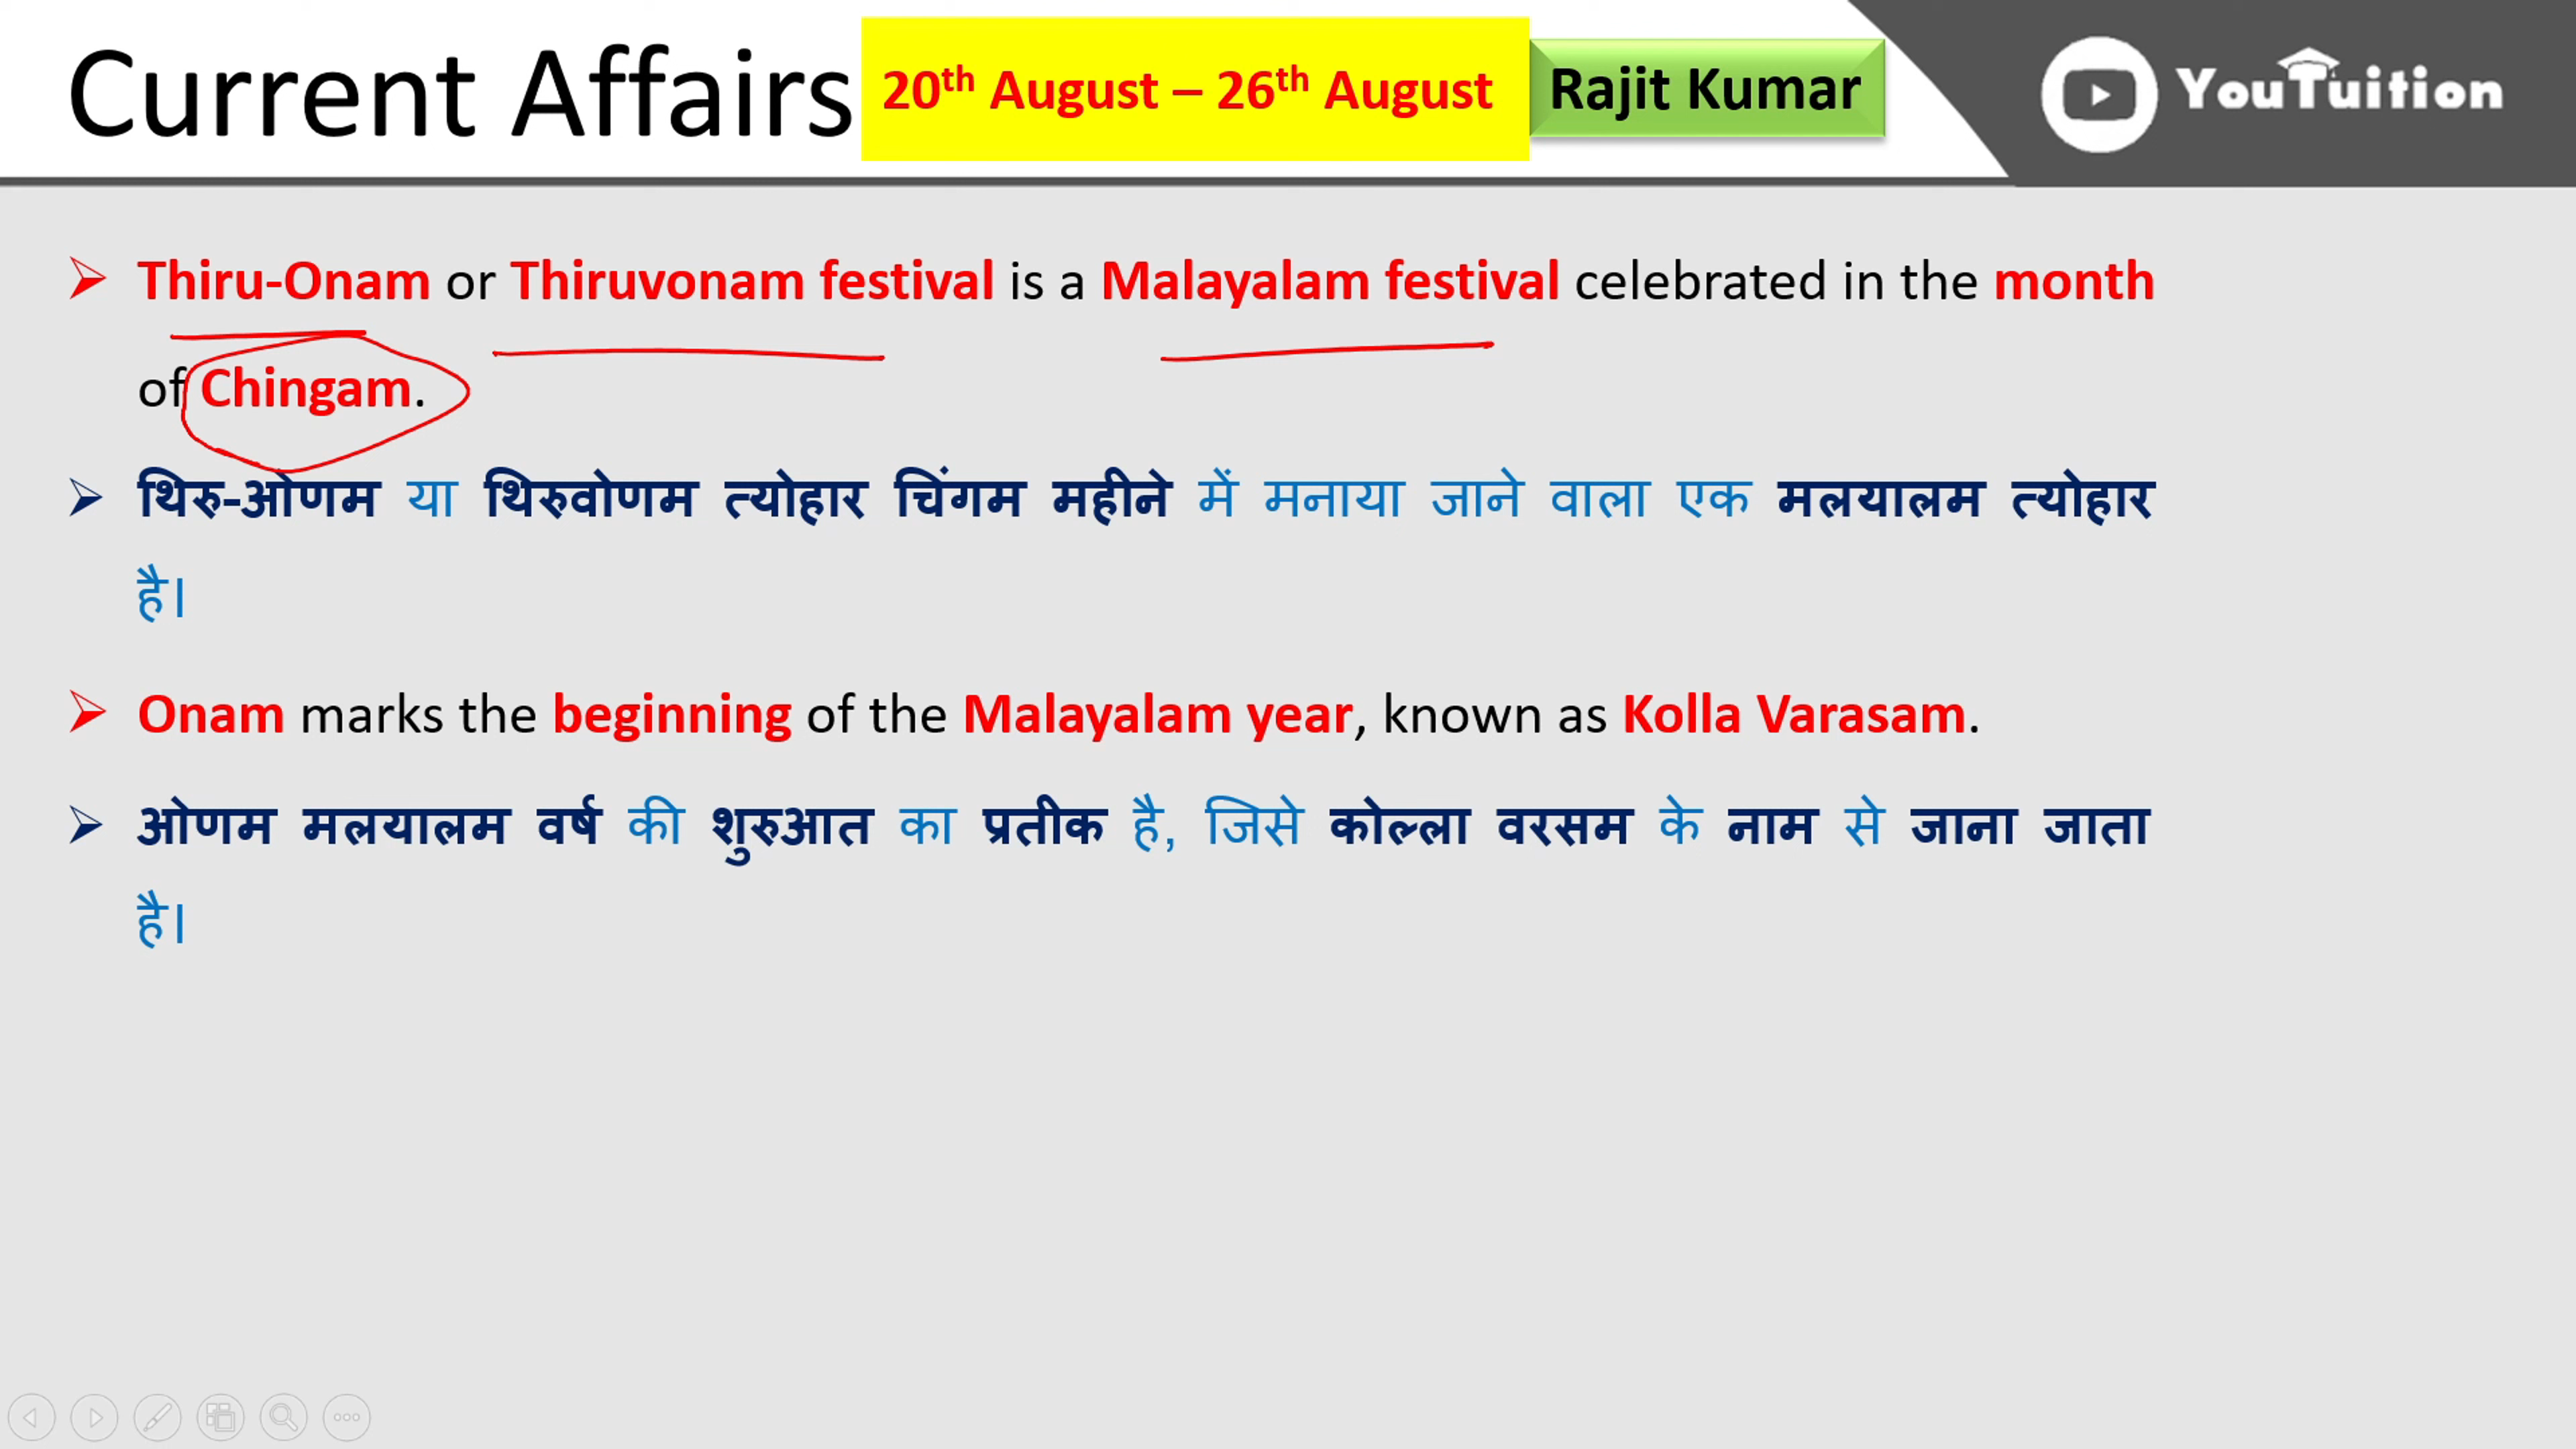 Current Affairs 20th August – 26th August Rajit Kumar YouTuition
Thiru-Onam or Thiruvonam festival is a Malayalam festival celebrated in the month
of Chingam.
थिरु-ओणम या थिरुवोणम त्योहार चिंगम महीने में मनाया जाने वाला एक मलयालम त्योहार
है।
Onam marks the beginning of the Malayalam year, known as Kolla Varasam.
ओणम मलयालम वर्ष की शुरुआत का प्रतीक है, जिसे कोल्ला वरसम के नाम से जाना जाता
है।